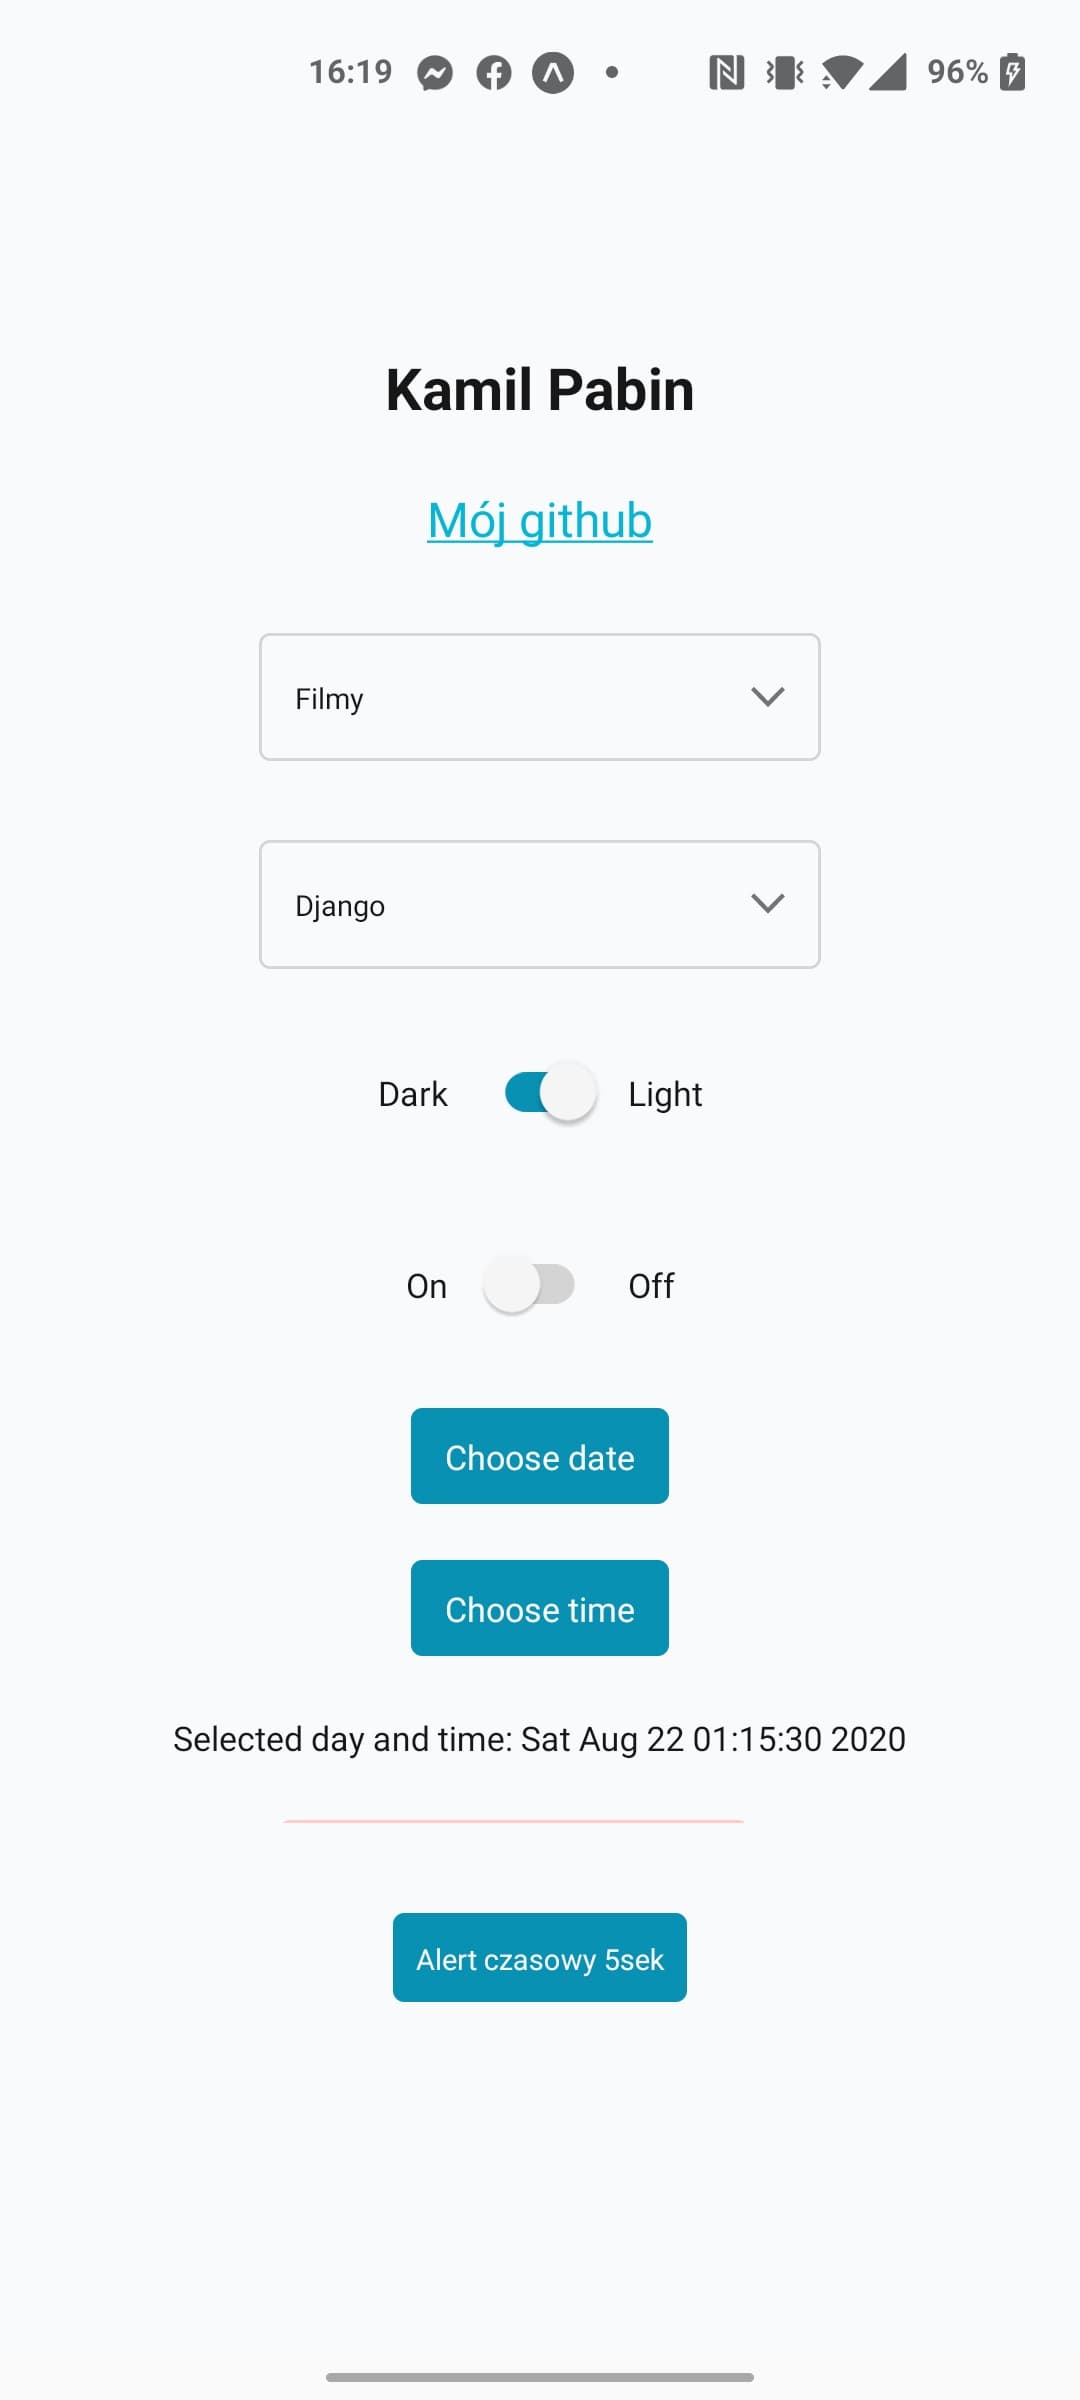 16:19 96%
Kamil Pabin
Mój github
Filmy
Django
Dark Light
On Off
Choose date
Choose time
Selected day and time: Sat Aug 22 01:15:30 2020
Alert czasowy 5sek